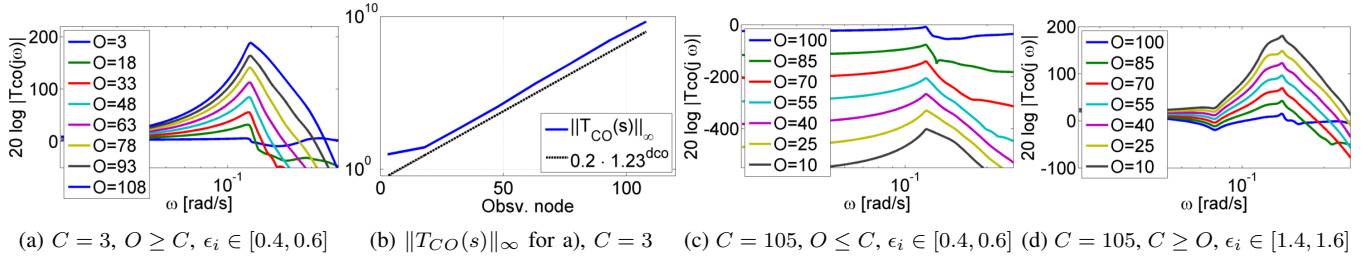 20 log |Tco(jω)|
200
100
0
O=3
O=18
O=33
O=48
O=63
O=78
O=93
O=108
10⁻¹
ω [rad/s]
(a) C = 3, O ≥ C, ϵᵢ ∈ [0.4, 0.6]
10¹⁰
10⁰
0
50
100
||T_CO(s)||_∞
0.2 · 1.23^dco
Obsv. node
(b) ‖T_CO(s)‖_∞ for a), C = 3
20 log |Tco(j ω)|
0
-200
-400
O=100
O=85
O=70
O=55
O=40
O=25
O=10
10⁻¹
ω [rad/s]
(c) C = 105, O ≤ C, ϵᵢ ∈ [0.4, 0.6]
20 log |Tco(j ω)|
200
100
0
-100
O=100
O=85
O=70
O=55
O=40
O=25
O=10
10⁻¹
ω [rad/s]
(d) C = 105, C ≥ O, ϵᵢ ∈ [1.4, 1.6]